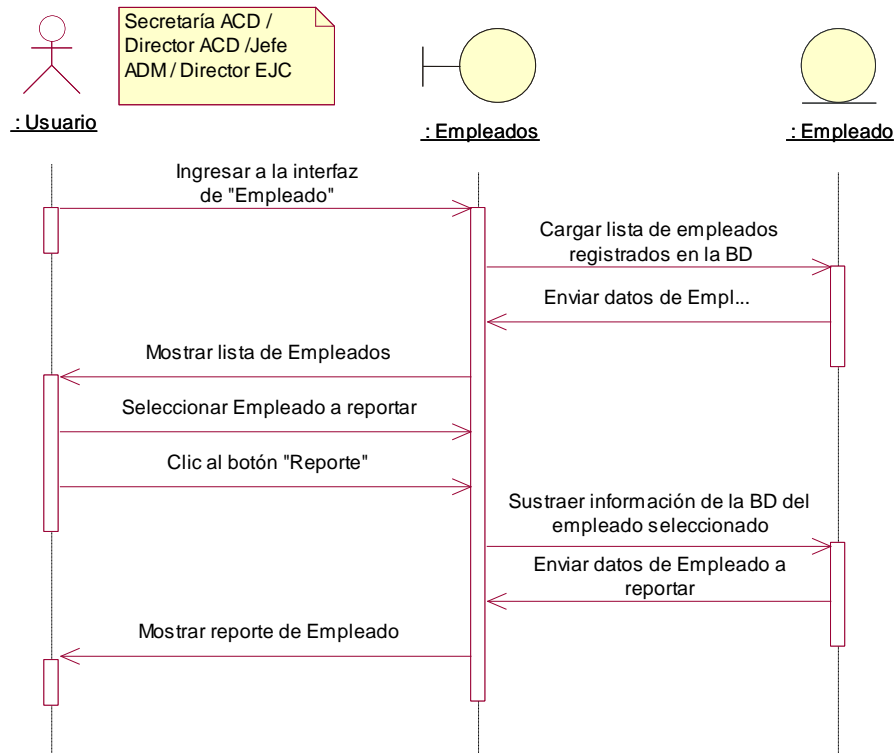 Secretaría ACD /
Director ACD /Jefe
ADM / Director EJC
: Usuario
: Empleados
: Empleado
Ingresar a la interfaz
de "Empleado"
Cargar lista de empleados
registrados en la BD
Enviar datos de Empl...
Mostrar lista de Empleados
Seleccionar Empleado a reportar
Clic al botón "Reporte"
Sustraer información de la BD del
empleado seleccionado
Enviar datos de Empleado a
reportar
Mostrar reporte de Empleado